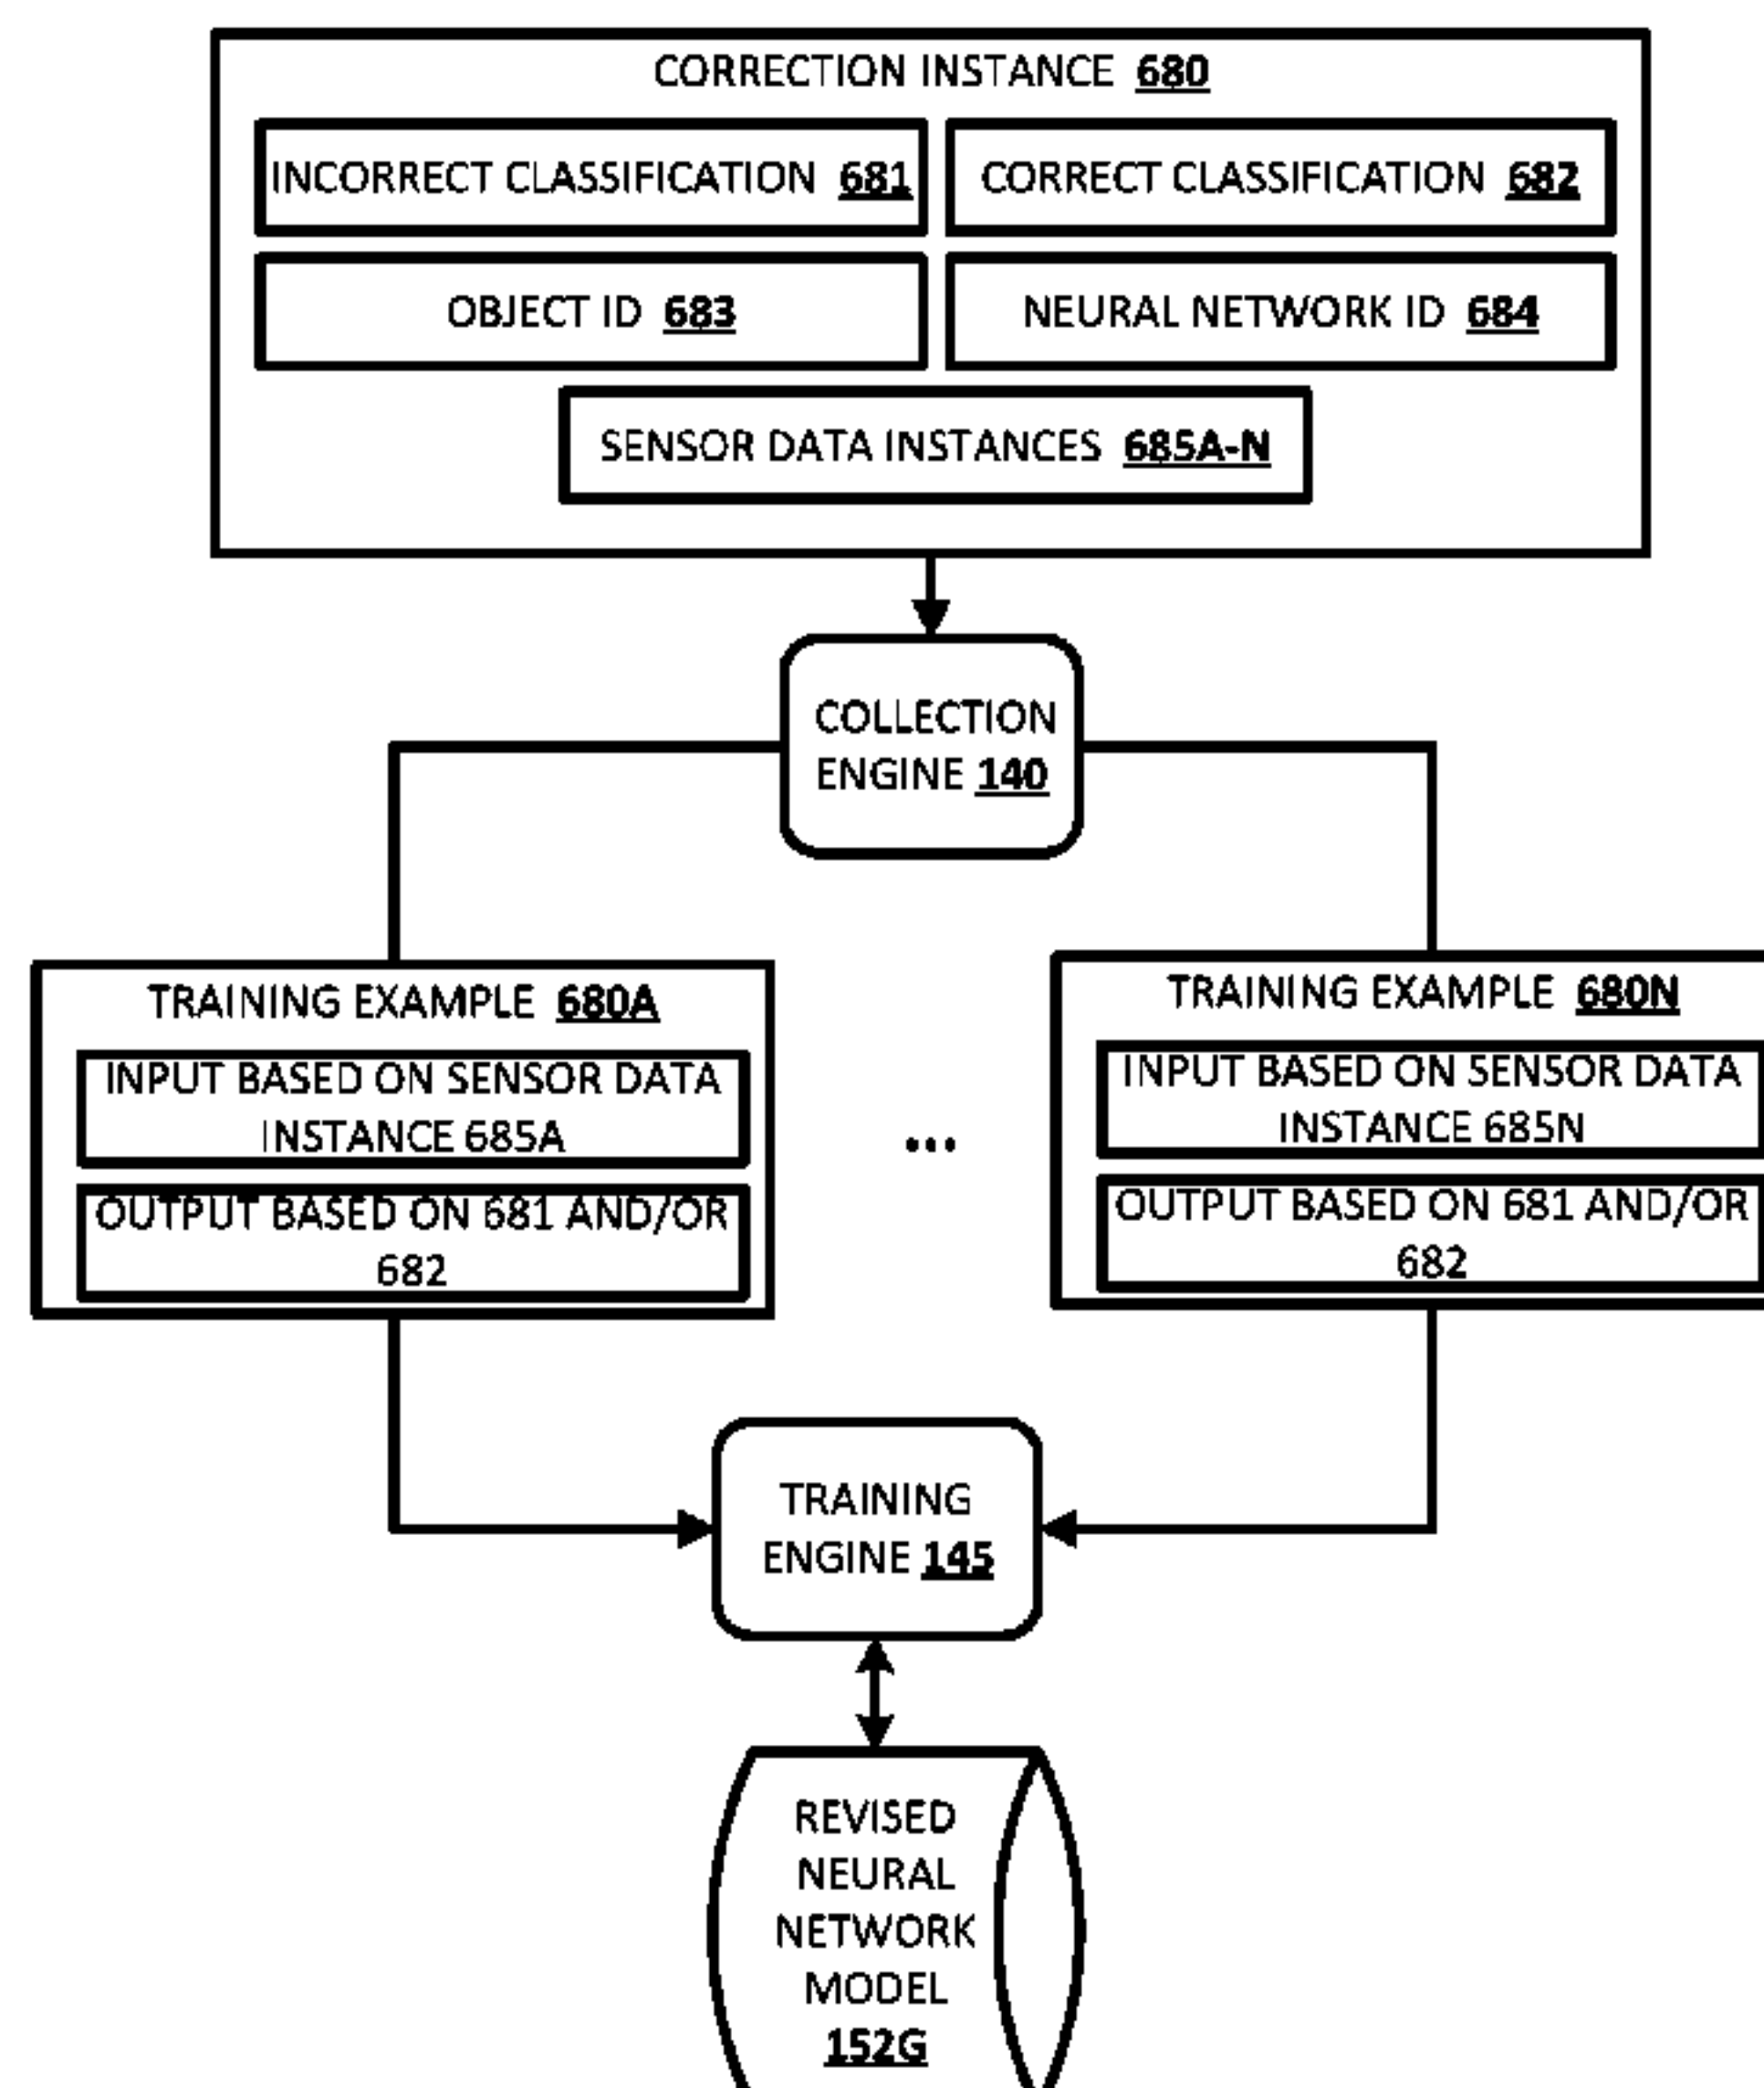 CORRECTION INSTANCE 680
INCORRECT CLASSIFICATION 681
CORRECT CLASSIFICATION 682
OBJECT ID 683
NEURAL NETWORK ID 684
SENSOR DATA INSTANCES 685A-N
COLLECTION
ENGINE 140
TRAINING EXAMPLE 680A
INPUT BASED ON SENSOR DATA
INSTANCE 685A
OUTPUT BASED ON 681 AND/OR
682
...
TRAINING EXAMPLE 680N
INPUT BASED ON SENSOR DATA
INSTANCE 685N
OUTPUT BASED ON 681 AND/OR
682
TRAINING
ENGINE 145
REVISED
NEURAL
NETWORK
MODEL
152G